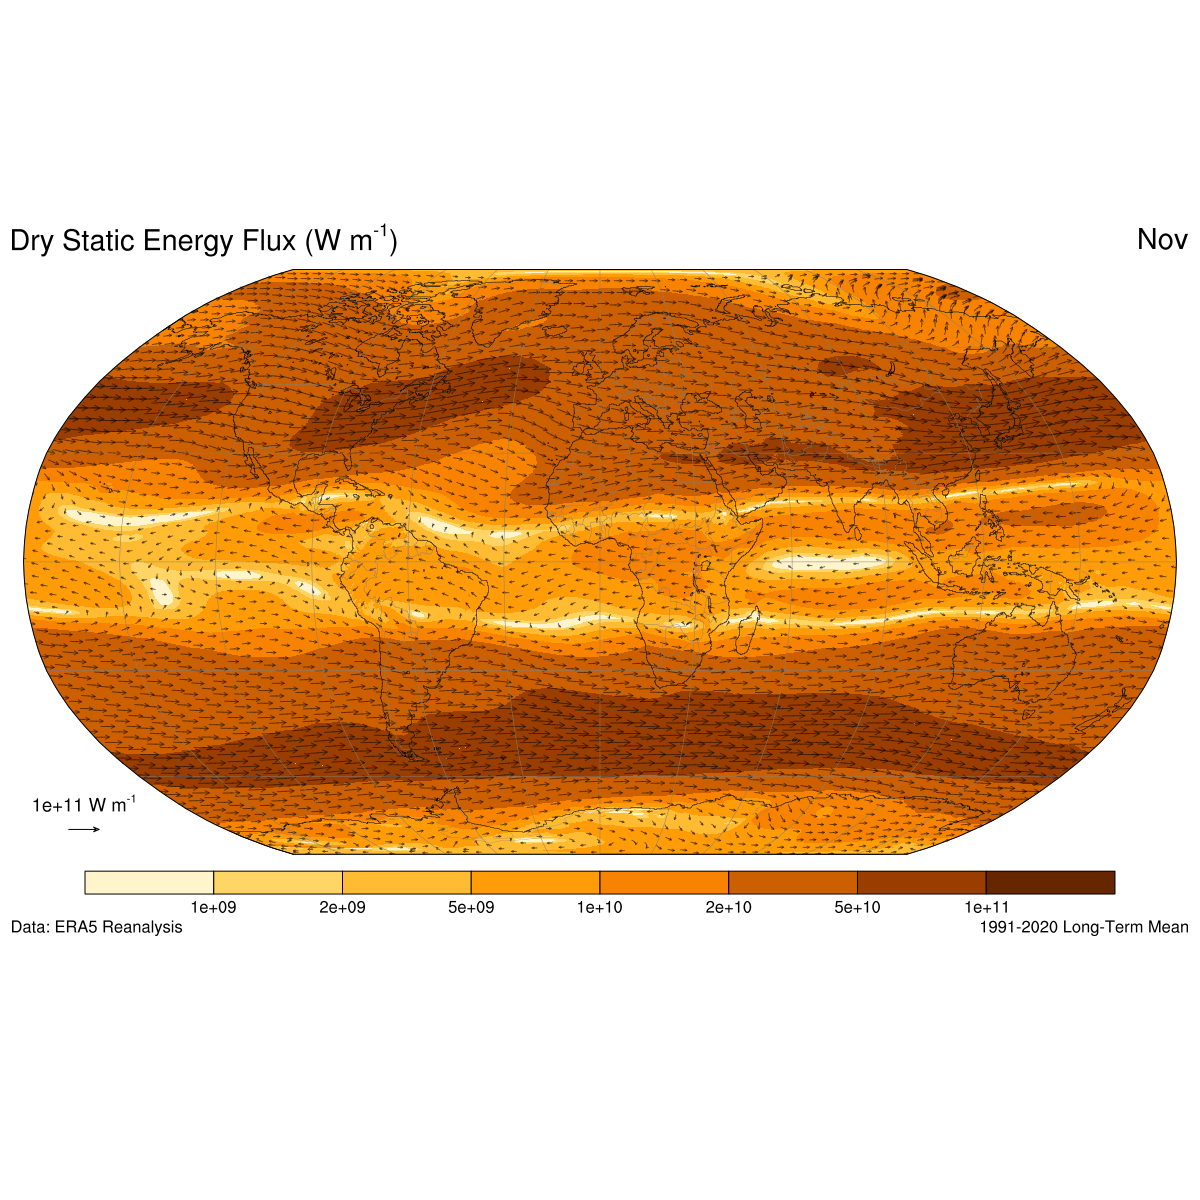 Dry Static Energy Flux (W m-1)
Nov
1e+11 W m-1
1e+09 2e+09 5e+09 1e+10 2e+10 5e+10 1e+11
Data: ERA5 Reanalysis
1991-2020 Long-Term Mean